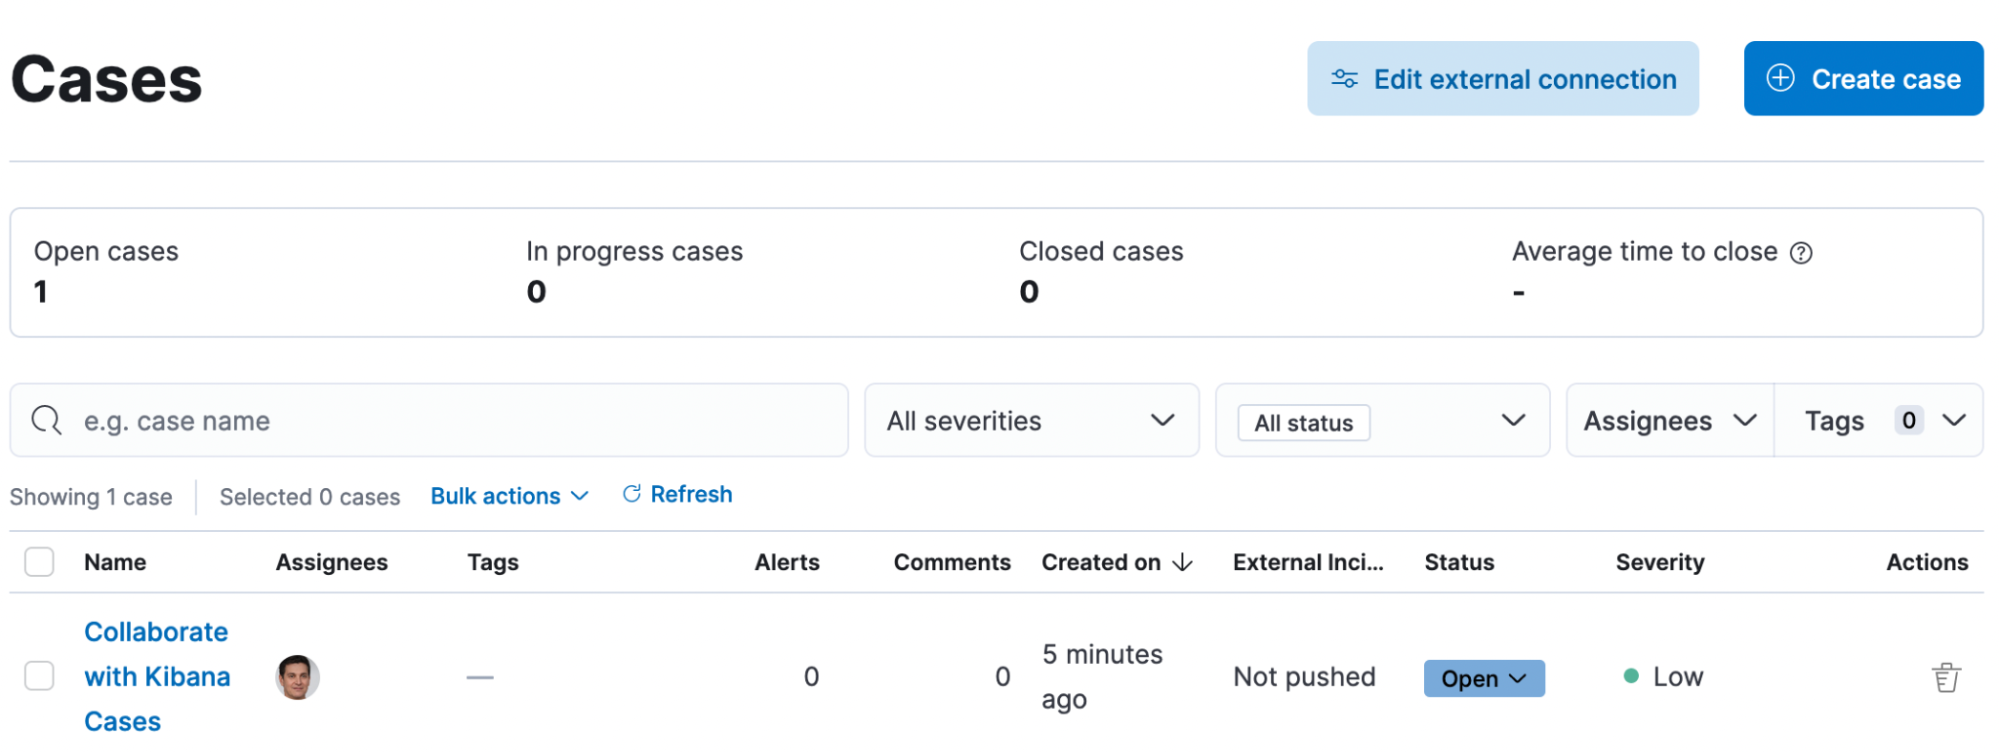 Cases
Edit external connection
Create case
Open cases
1
In progress cases
0
Closed cases
0
Average time to close
-
e.g. case name
All severities
All status
Assignees
Tags 0
Showing 1 case
Selected 0 cases
Bulk actions
Refresh
Name Assignees Tags Alerts Comments Created on External Inci... Status Severity Actions
Collaborate
with Kibana
Cases
—
0
0
5 minutes
ago
Not pushed
Open
Low